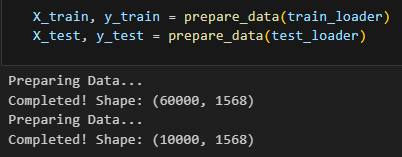 X_train, y_train = prepare_data(train_loader)
X_test, y_test = prepare_data(test_loader)
Preparing Data...
Completed! Shape: (60000, 1568)
Preparing Data...
Completed! Shape: (10000, 1568)